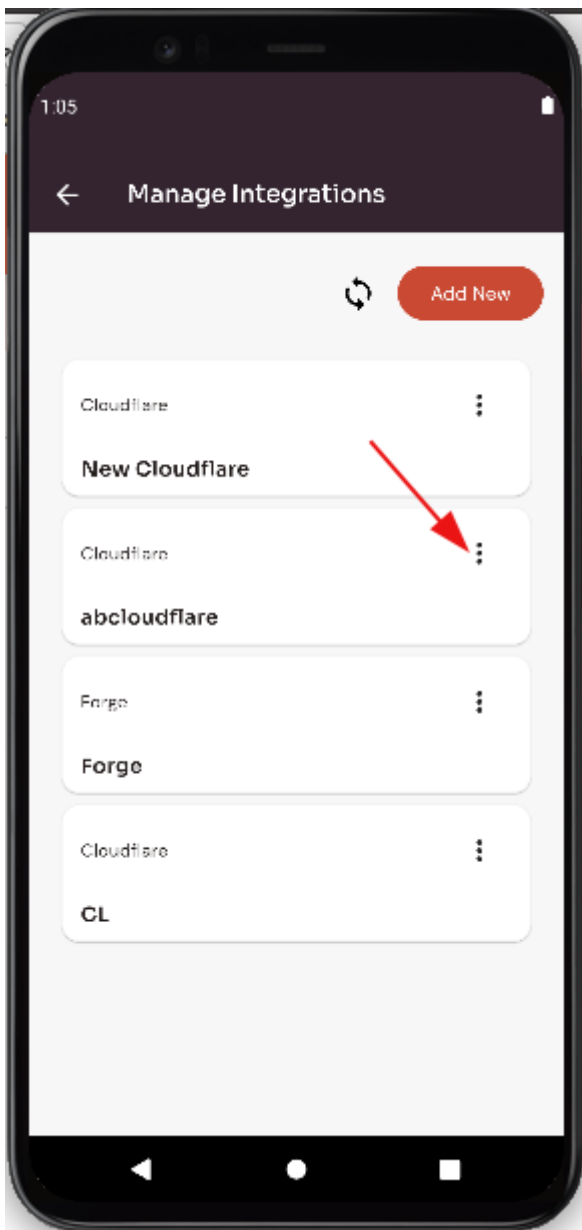 1:05
Manage Integrations
Add New
Cloudflare
New Cloudflare
Cloudflare
abcloudflare
Forge
Forge
Cloudflare
CL